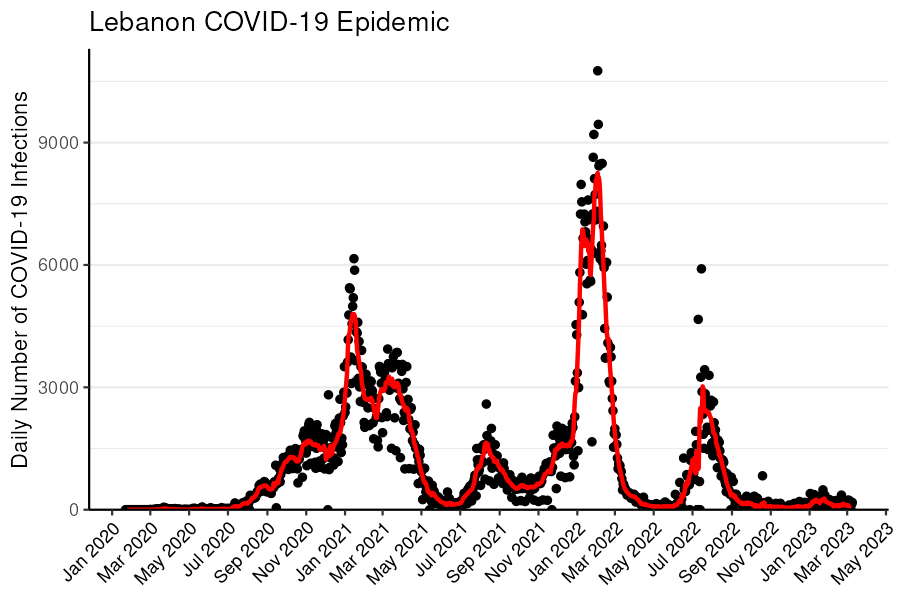 Lebanon COVID-19 Epidemic
Daily Number of COVID-19 Infections
9000
6000
3000
0
Jan 2020
Mar 2020
May 2020
Jul 2020
Sep 2020
Nov 2020
Jan 2021
Mar 2021
May 2021
Jul 2021
Sep 2021
Nov 2021
Jan 2022
Mar 2022
May 2022
Jul 2022
Sep 2022
Nov 2022
Jan 2023
Mar 2023
May 2023